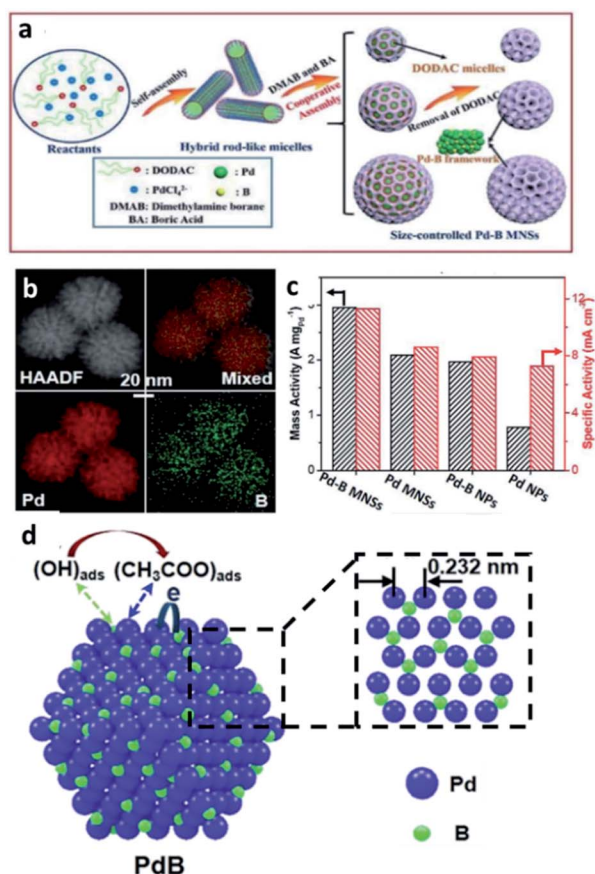 a
Self-assembly
DMAB and BA
Cooperative
Assembly
DODAC micelles
Removal of DODAC
Pd-B framework
Reactants
Hybrid rod-like micelles
: DODAC
: Pd
: PdCl₄²⁻
: B
DMAB: Dimethylamine borane
BA: Boric Acid
Size-controlled Pd-B MNSs
b
HAADF
20 nm
Mixed
Pd
B
c
Mass Activity (A mgPd⁻¹)
3
2
1
0
Specific Activity (mA cm⁻²)
12
8
4
0
Pd-B MNSs
Pd MNSs
Pd-B NPs
Pd NPs
d
(OH)ads
(CH₃COO)ads
e
0.232 nm
Pd
B
PdB